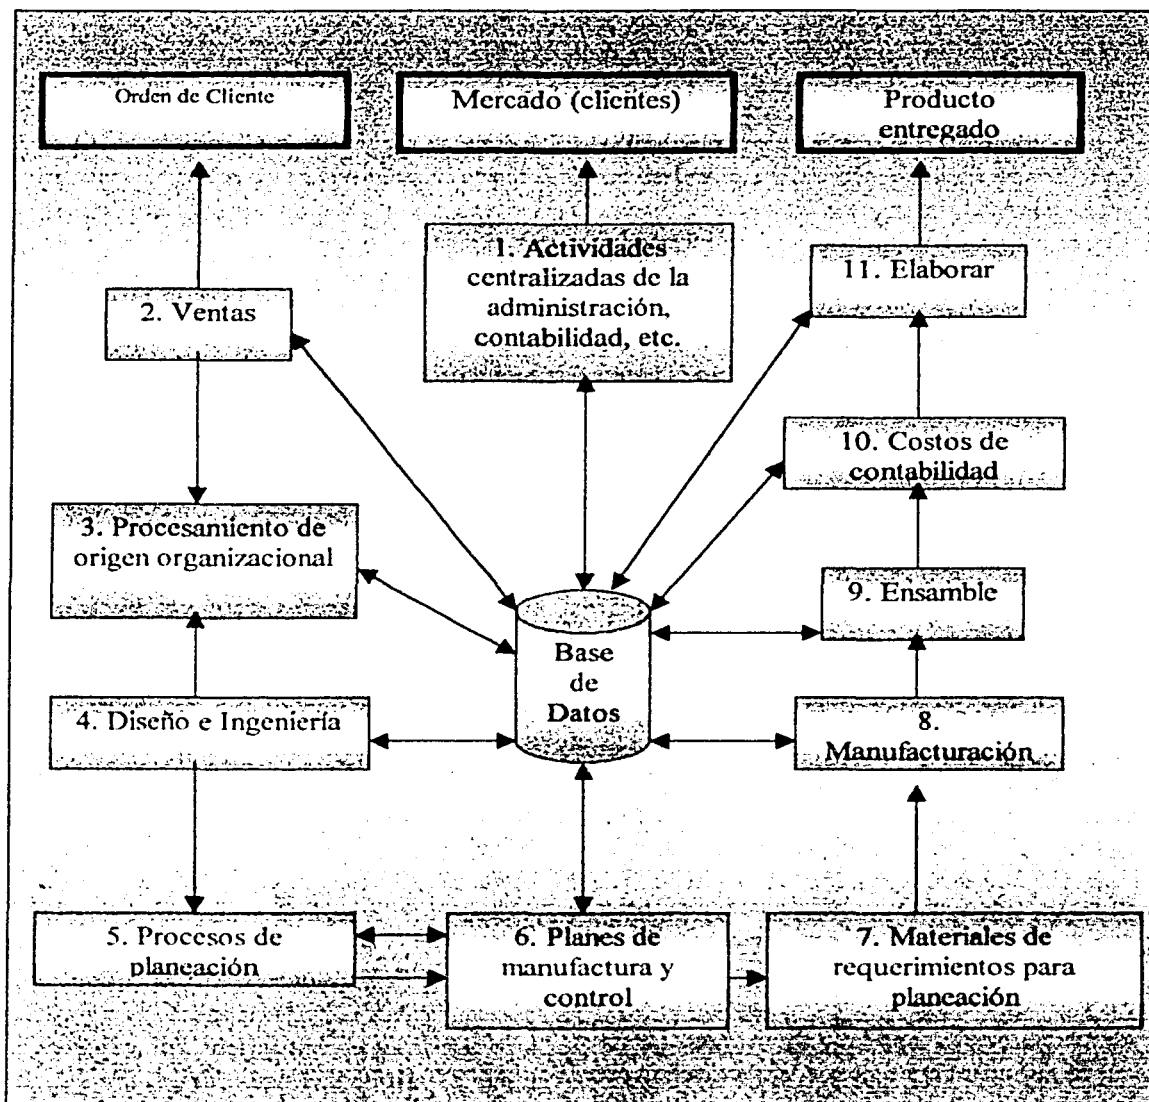 Orden de Cliente
Mercado (clientes)
Producto
entregado
1. Actividades
centralizadas de la
administración,
contabilidad, etc.
11. Elaborar
2. Ventas
10. Costos de
contabilidad
3. Procesamiento de
origen organizacional
9. Ensamble
Base
de
Datos
4. Diseño e Ingeniería
8.
Manufacturación
5. Procesos de
planeación
6. Planes de
manufactura y
control
7. Materiales de
requerimientos para
planeación